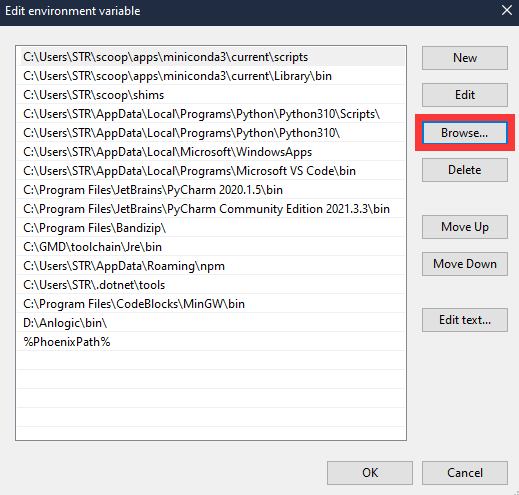 Edit environment variable
C:\Users\STR\scoop\apps\miniconda3\current\scripts
C:\Users\STR\scoop\apps\miniconda3\current\Library\bin
C:\Users\STR\scoop\shims
C:\Users\STR\AppData\Local\Programs\Python\Python310\Scripts\
C:\Users\STR\AppData\Local\Programs\Python\Python310\
C:\Users\STR\AppData\Local\Microsoft\WindowsApps
C:\Users\STR\AppData\Local\Programs\Microsoft VS Code\bin
C:\Program Files\JetBrains\PyCharm 2020.1.5\bin
C:\Program Files\JetBrains\PyCharm Community Edition 2021.3.3\bin
C:\Program Files\Bandizip\
C:\GMD\toolchain\Jre\bin
C:\Users\STR\AppData\Roaming\npm
C:\Users\STR\.dotnet\tools
C:\Program Files\CodeBlocks\MinGW\bin
D:\Anlogic\bin\
%PhoenixPath%
New
Edit
Browse...
Delete
Move Up
Move Down
Edit text...
OK
Cancel